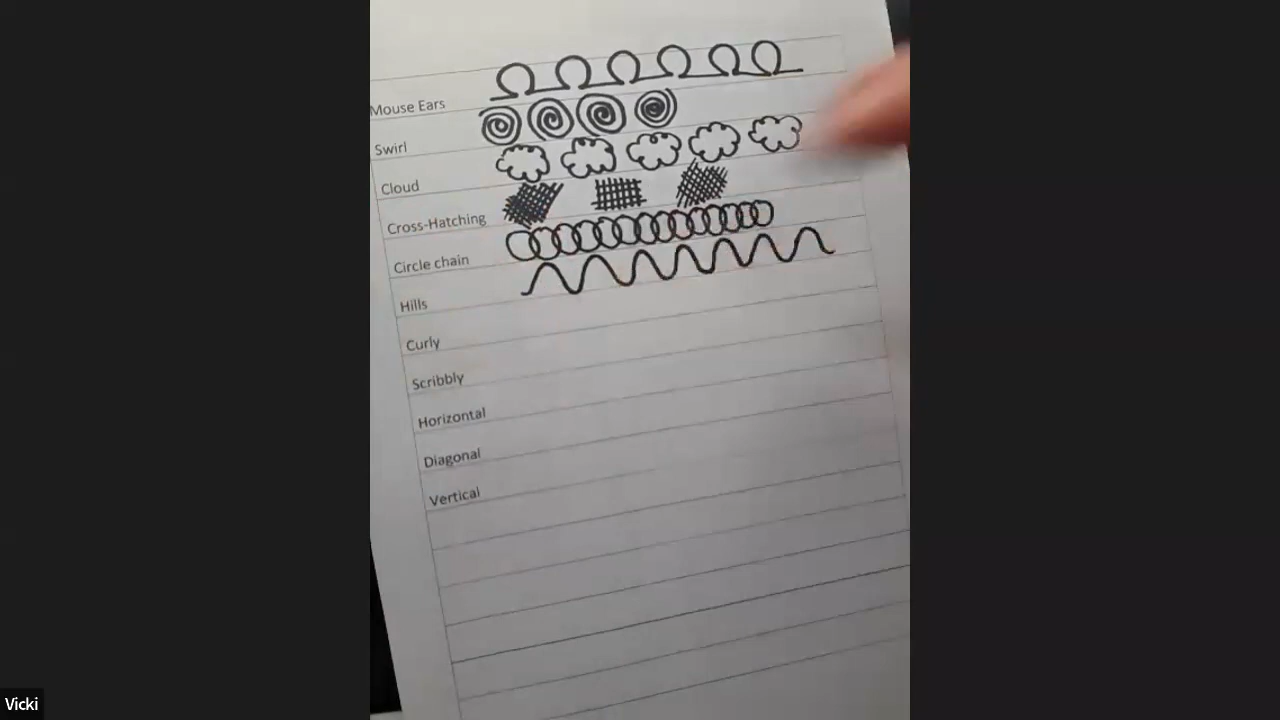 Mouse Ears
Swirl
Cloud
Cross-Hatching
Circle chain
Hills
Curly
Scribbly
Horizontal
Diagonal
Vertical
Vicki